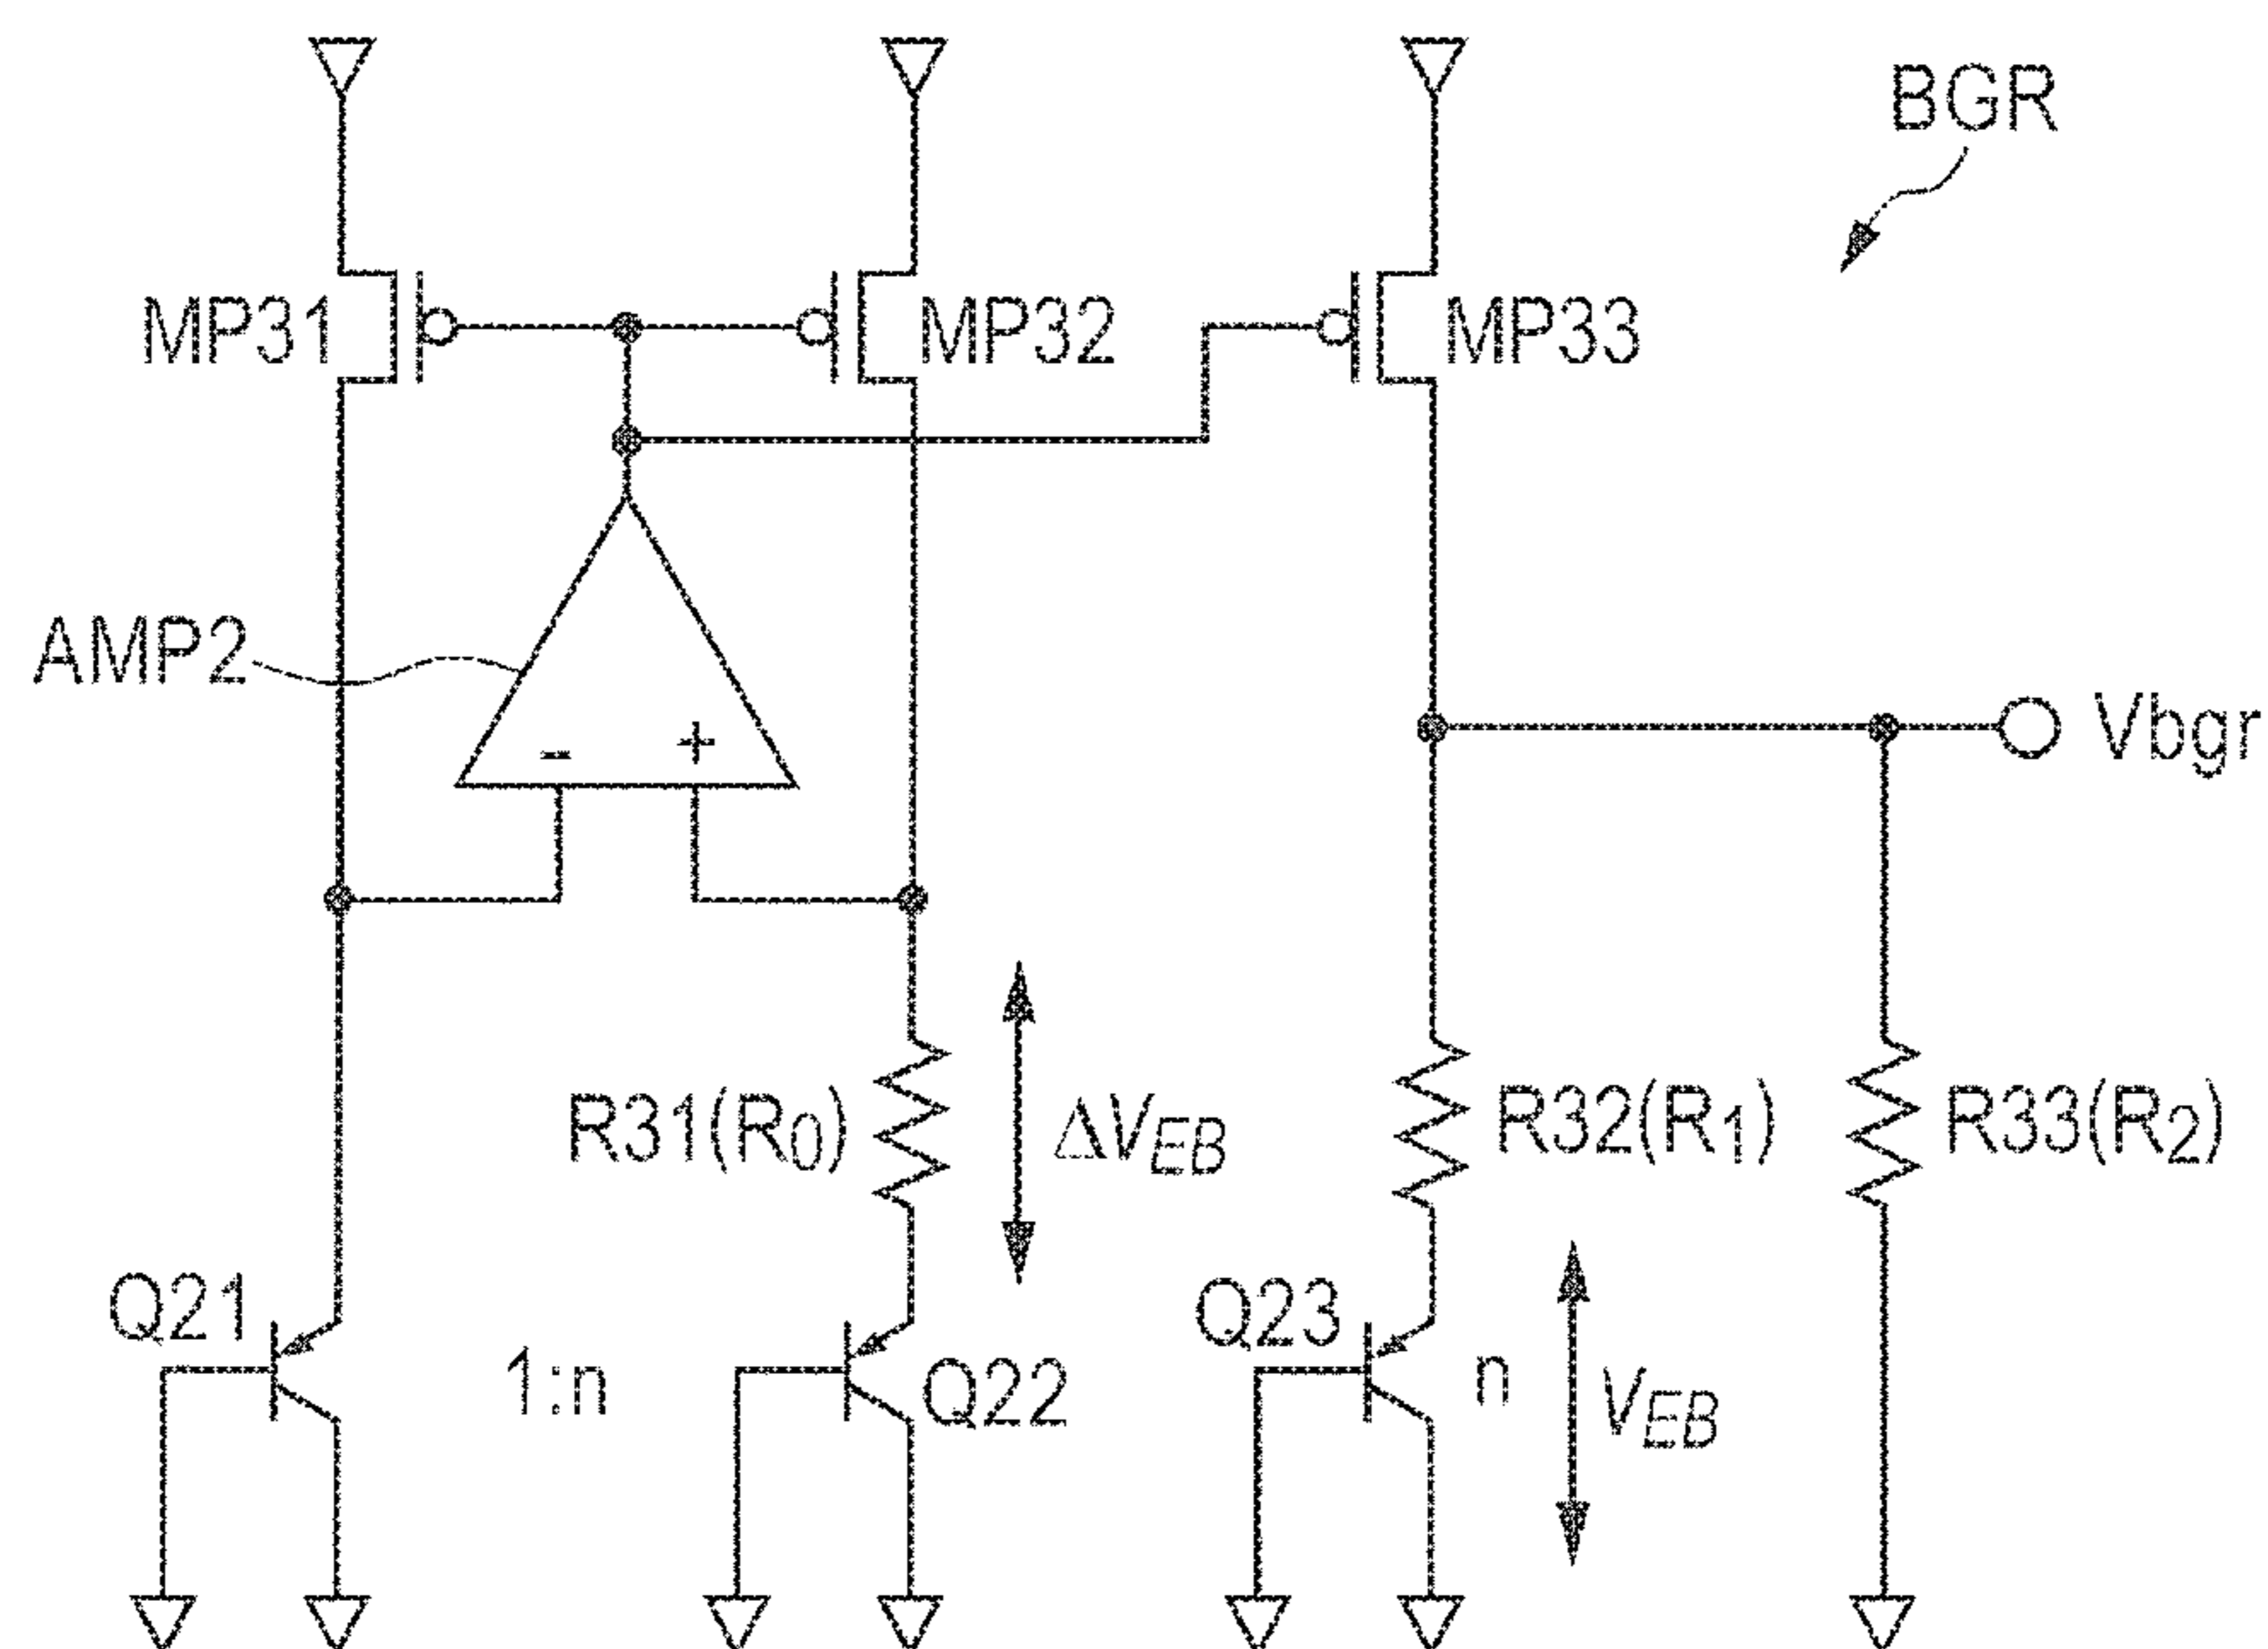 BGR
MP31
MP32
MP33
AMP2
- +
Vbgr
R31(R0)
ΔVEB
R32(R1)
R33(R2)
Q21
1:n
Q22
Q23
n
VEB